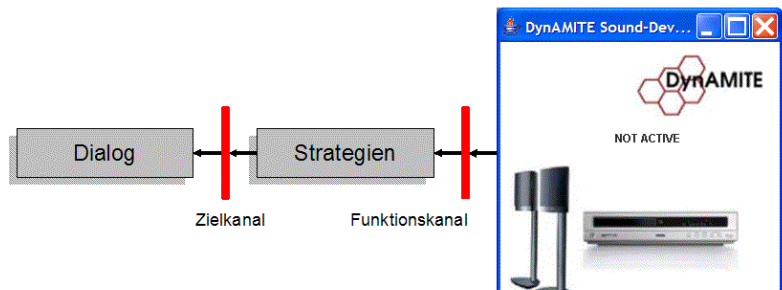 DynAMITE Sound-Dev...
DynAMITE
NOT ACTIVE
Dialog
Strategien
Zielkanal
Funktionskanal